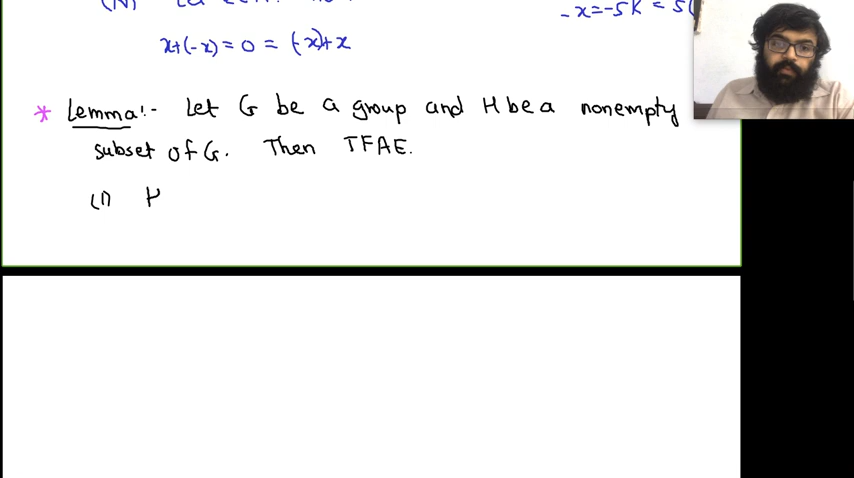 - x = -5K = 5(
x+(-x) = 0 = (-x)+x
* Lemma:- Let G be a group and H be a nonempty
subset of G. Then TFAE.
(1) H